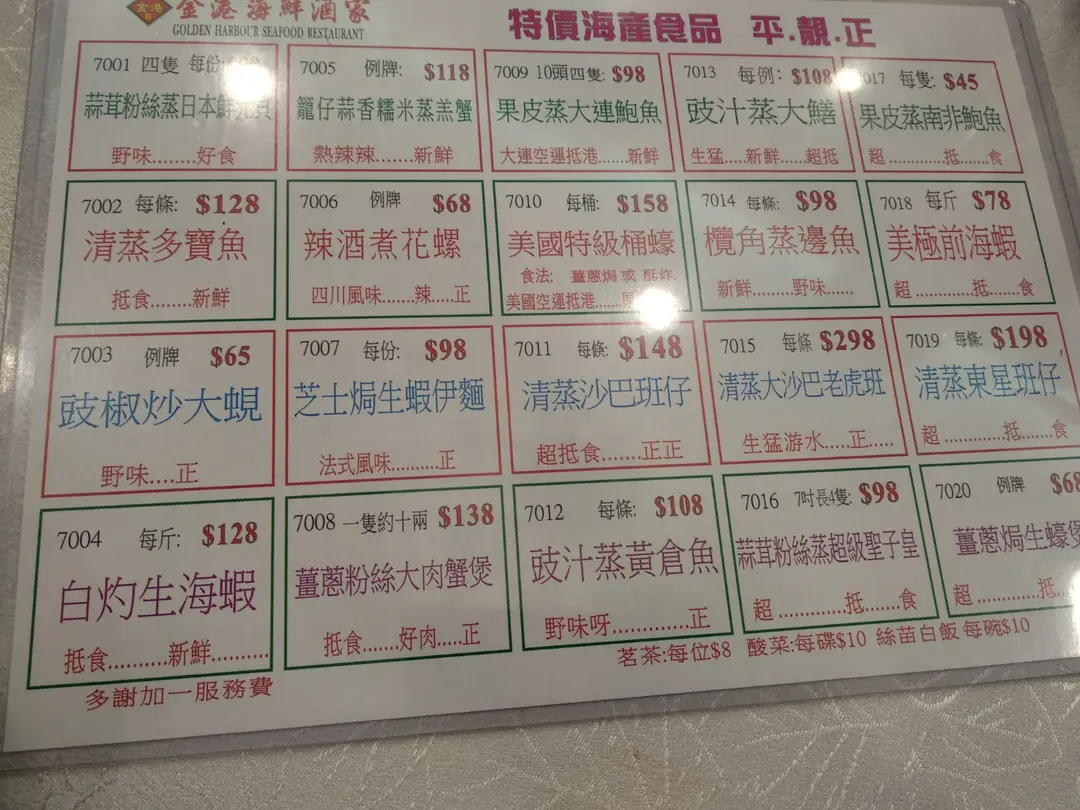 金港海鮮酒家
GOLDEN HARBOUR SEAFOOD RESTAURANT
特價海產食品 平.靚.正
7001 四隻 每份:
蒜茸粉絲蒸日本鮮元貝
野味........好食
7005 例牌: $118
籠仔蒜香糯米蒸羔蟹
熱辣辣.......新鮮
7009 10頭四隻: $98
果皮蒸大連鮑魚
大連空運抵港.......新鮮
7013 每例: $108
豉汁蒸大鱔
生猛....新鮮.....超抵
7017 每隻: $45
果皮蒸南非鮑魚
超............抵.......食
7002 每條: $128
清蒸多寶魚
抵食........新鮮
7006 例牌 $68
辣酒煮花螺
四川風味.......辣....正
7010 每桶: $158
美國特級桶蠔
食法: 薑蔥焗 或 酥炸.
美國空運抵港.......
7014 每條: $98
欖角蒸邊魚
新鮮.......野味......
7018 每斤 $78
美極前海蝦
超............抵.......食
7003 例牌 $65
豉椒炒大蜆
野味....正
7007 每份: $98
芝士焗生蝦伊麵
法式風味..........正
7011 每條: $148
清蒸沙巴班仔
超抵食.......正正
7015 每條 $298
清蒸大沙巴老虎班
生猛游水.....正.....
7019 每條: $198
清蒸東星班仔
超............抵.......食
7004 每斤: $128
白灼生海蝦
抵食..........新鮮..........
7008 一隻約十兩 $138
薑蔥粉絲大肉蟹煲
抵食.......好肉.....正
7012 每條: $108
豉汁蒸黃倉魚
野味呀.............正
7016 7吋長4隻: $98
蒜茸粉絲蒸超級聖子皇
超............抵.......食
7020 例牌 $68
薑蔥焗生蠔煲
超............抵...
多謝加一服務費
茗茶:每位$8 酸菜:每碟$10 絲苗白飯 每碗$10